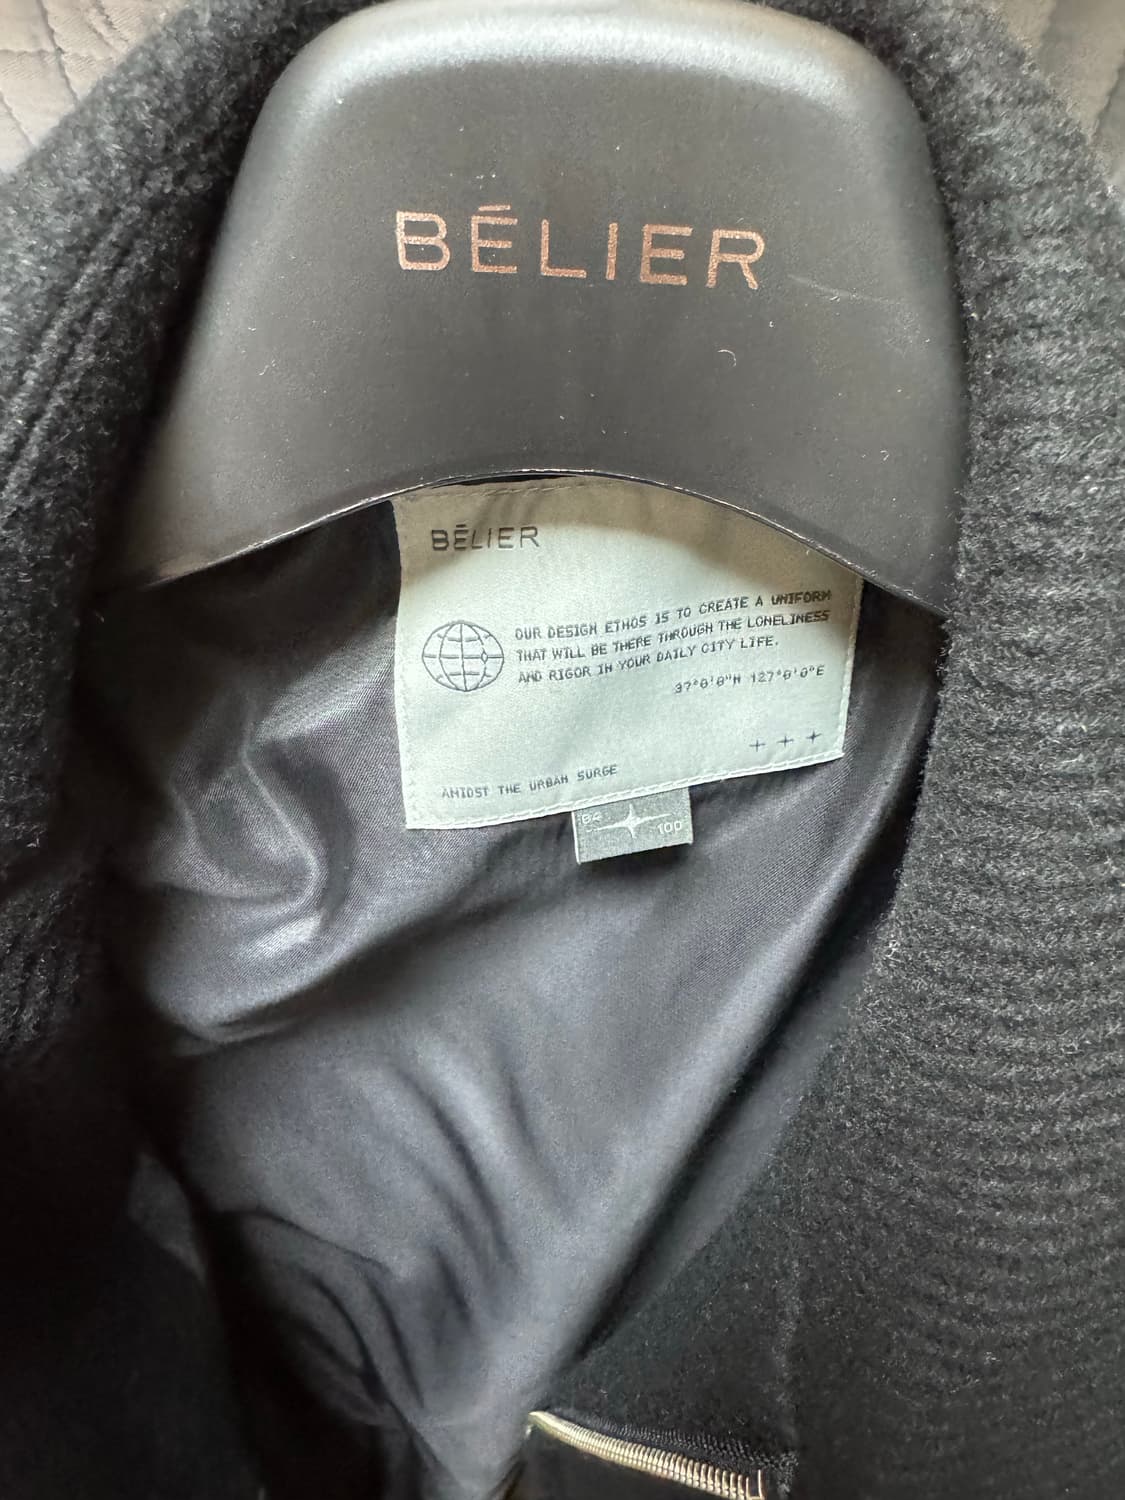 BÉLIER
BÉLIER
OUR DESIGN ETHOS IS TO CREATE A UNIFORM
THAT WILL BE THERE THROUGH THE LONELINESS
AND RIGOR IN YOUR DAILY CITY LIFE.
37°0'0"N 127°0'0"E
AMIDST THE URBAN SURGE
100